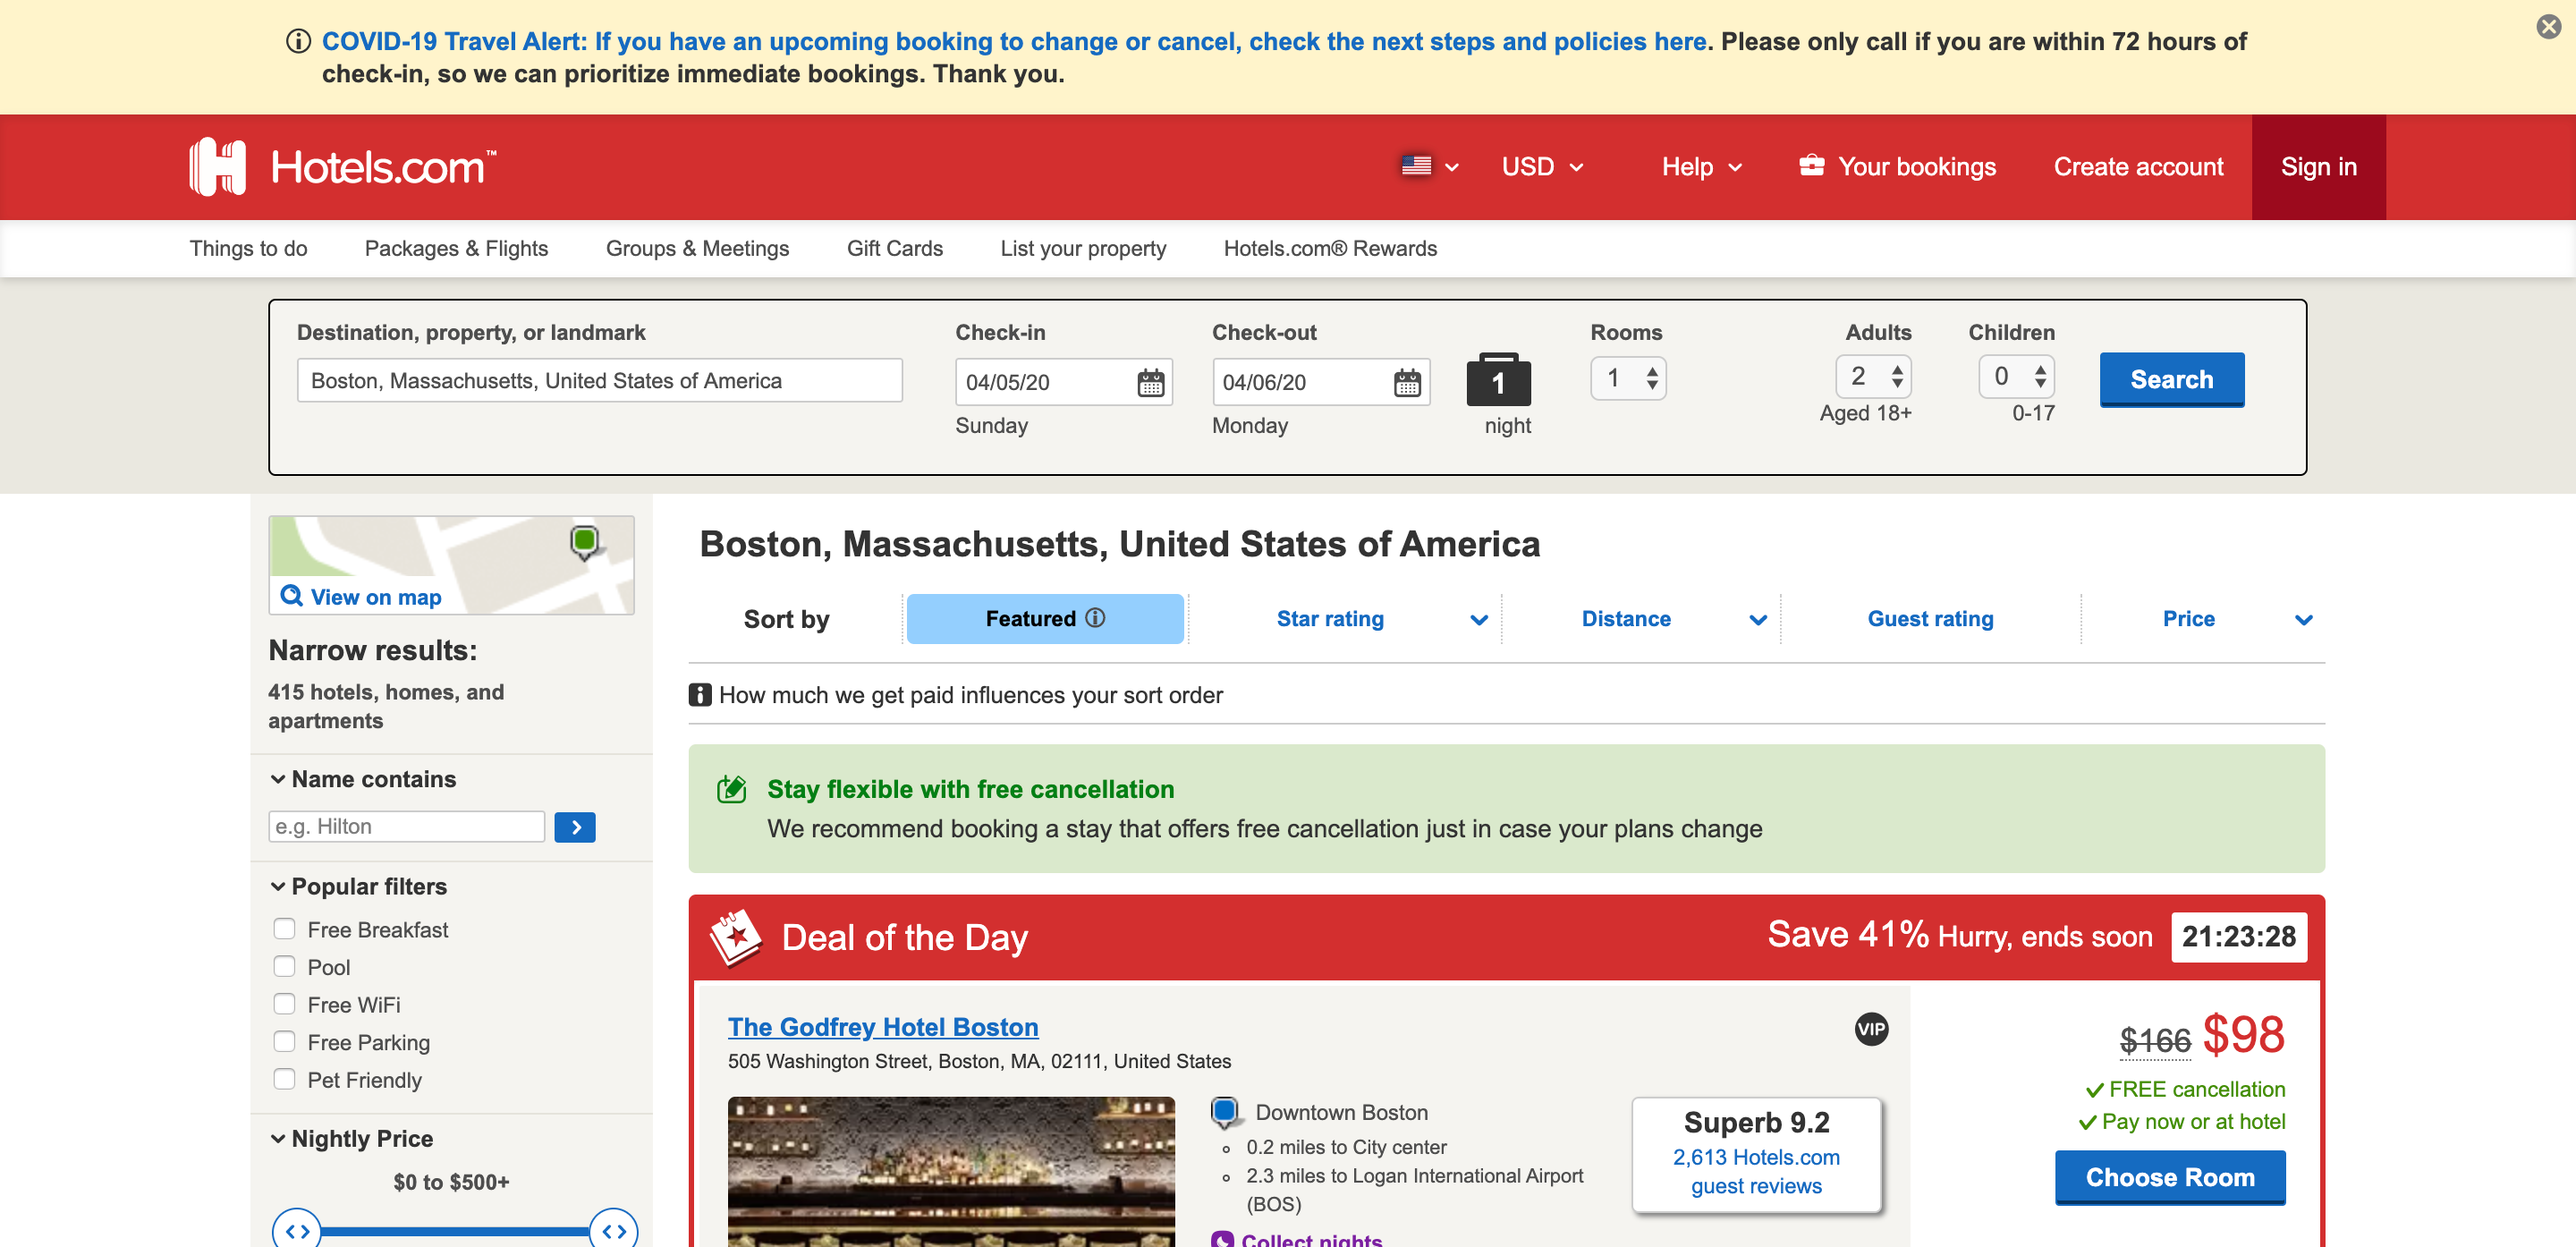 COVID-19 Travel Alert: If you have an upcoming booking to change or cancel, check the next steps and policies here. Please only call if you are within 72 hours of
check-in, so we can prioritize immediate bookings. Thank you.
Hotels.com™
USD
Help
Your bookings
Create account
Sign in
Things to do
Packages & Flights
Groups & Meetings
Gift Cards
List your property
Hotels.com® Rewards
Destination, property, or landmark
Check-in
Check-out
Rooms
Adults
Children
Boston, Massachusetts, United States of America
04/05/20
04/06/20
1
1
2
0
Search
Sunday
Monday
night
Aged 18+
0-17
View on map
Narrow results:
415 hotels, homes, and
apartments
Name contains
e.g. Hilton
Popular filters
Free Breakfast
Pool
Free WiFi
Free Parking
Pet Friendly
Nightly Price
$0 to $500+
Boston, Massachusetts, United States of America
Sort by
Featured
Star rating
Distance
Guest rating
Price
How much we get paid influences your sort order
Stay flexible with free cancellation
We recommend booking a stay that offers free cancellation just in case your plans change
Deal of the Day
Save 41% Hurry, ends soon
21:23:28
The Godfrey Hotel Boston
VIP
505 Washington Street, Boston, MA, 02111, United States
Downtown Boston
0.2 miles to City center
2.3 miles to Logan International Airport
(BOS)
Collect nights
Superb 9.2
2,613 Hotels.com
guest reviews
$166 $98
FREE cancellation
Pay now or at hotel
Choose Room